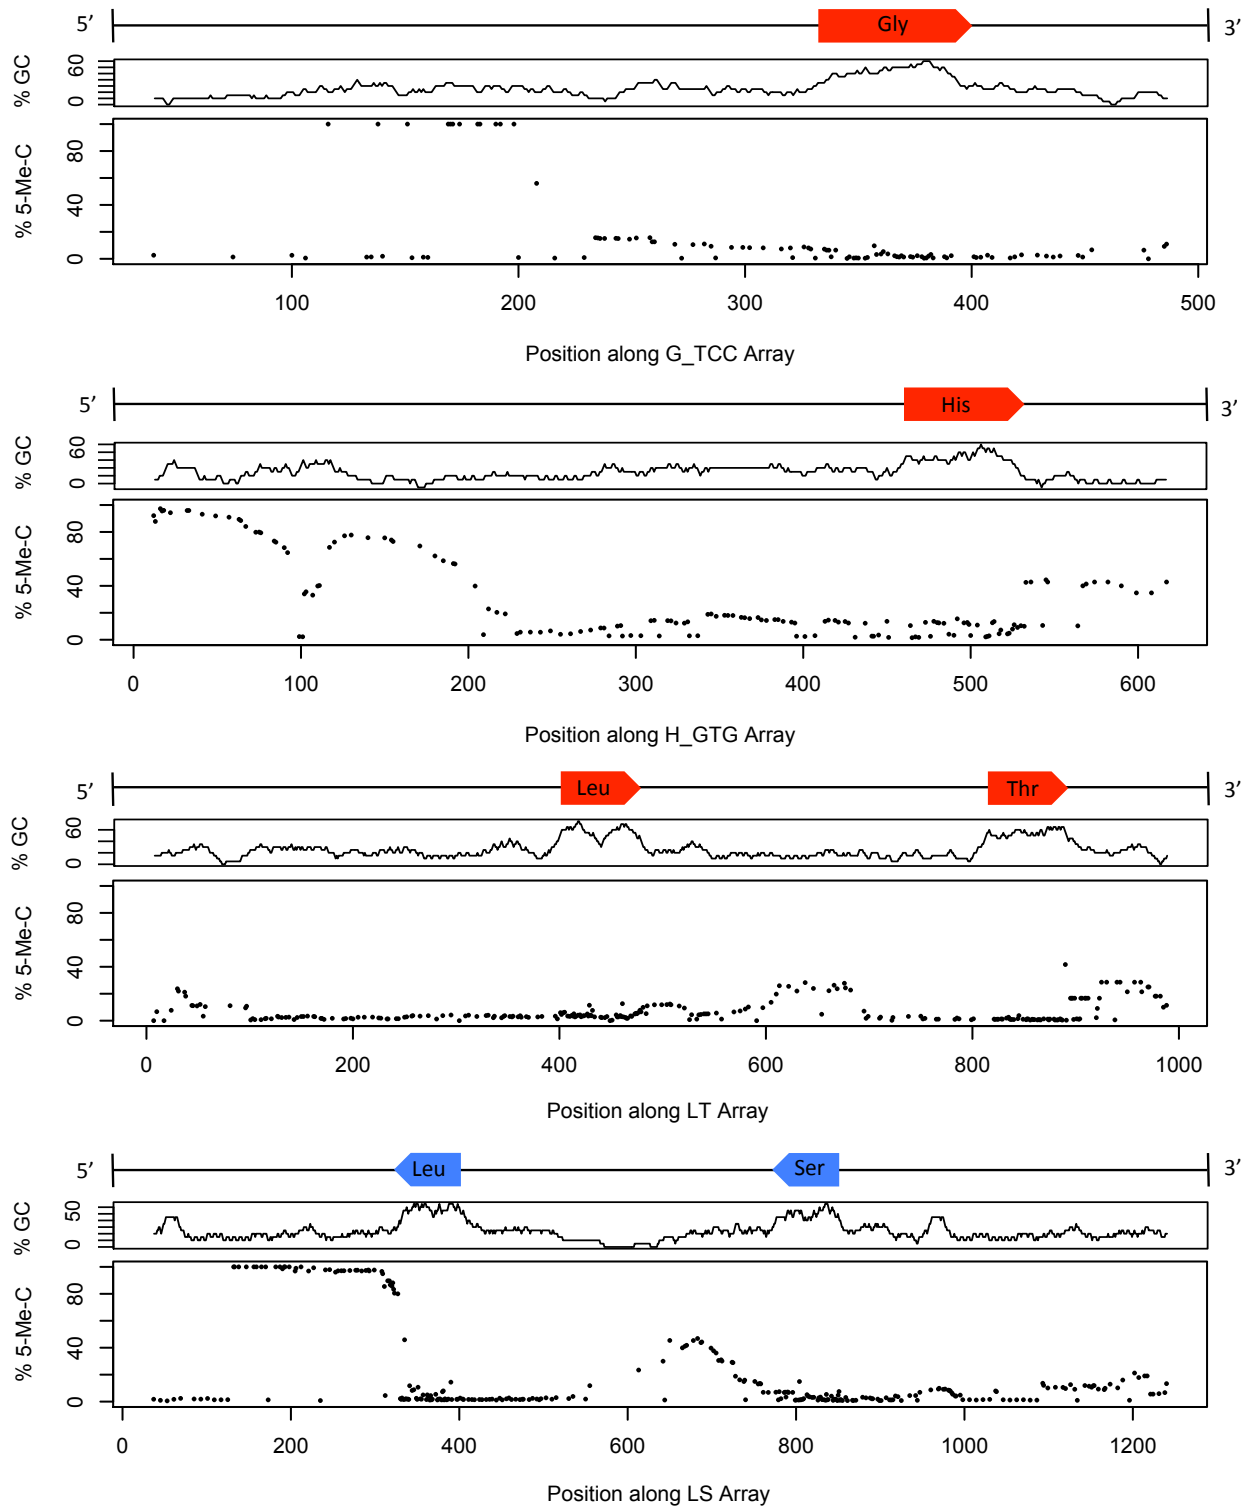 5’ Gly 3’
% GC
0 60
% 5-Me-C
0 40 80
100 200 300 400 500
Position along G_TCC Array
5’ His 3’
% GC
0 60
% 5-Me-C
0 40 80
0 100 200 300 400 500 600
Position along H_GTG Array
5’ Leu Thr 3’
% GC
0 60
% 5-Me-C
0 40 80
0 200 400 600 800 1000
Position along LT Array
5’ Leu Ser 3’
% GC
0 50
% 5-Me-C
0 40 80
0 200 400 600 800 1000 1200
Position along LS Array